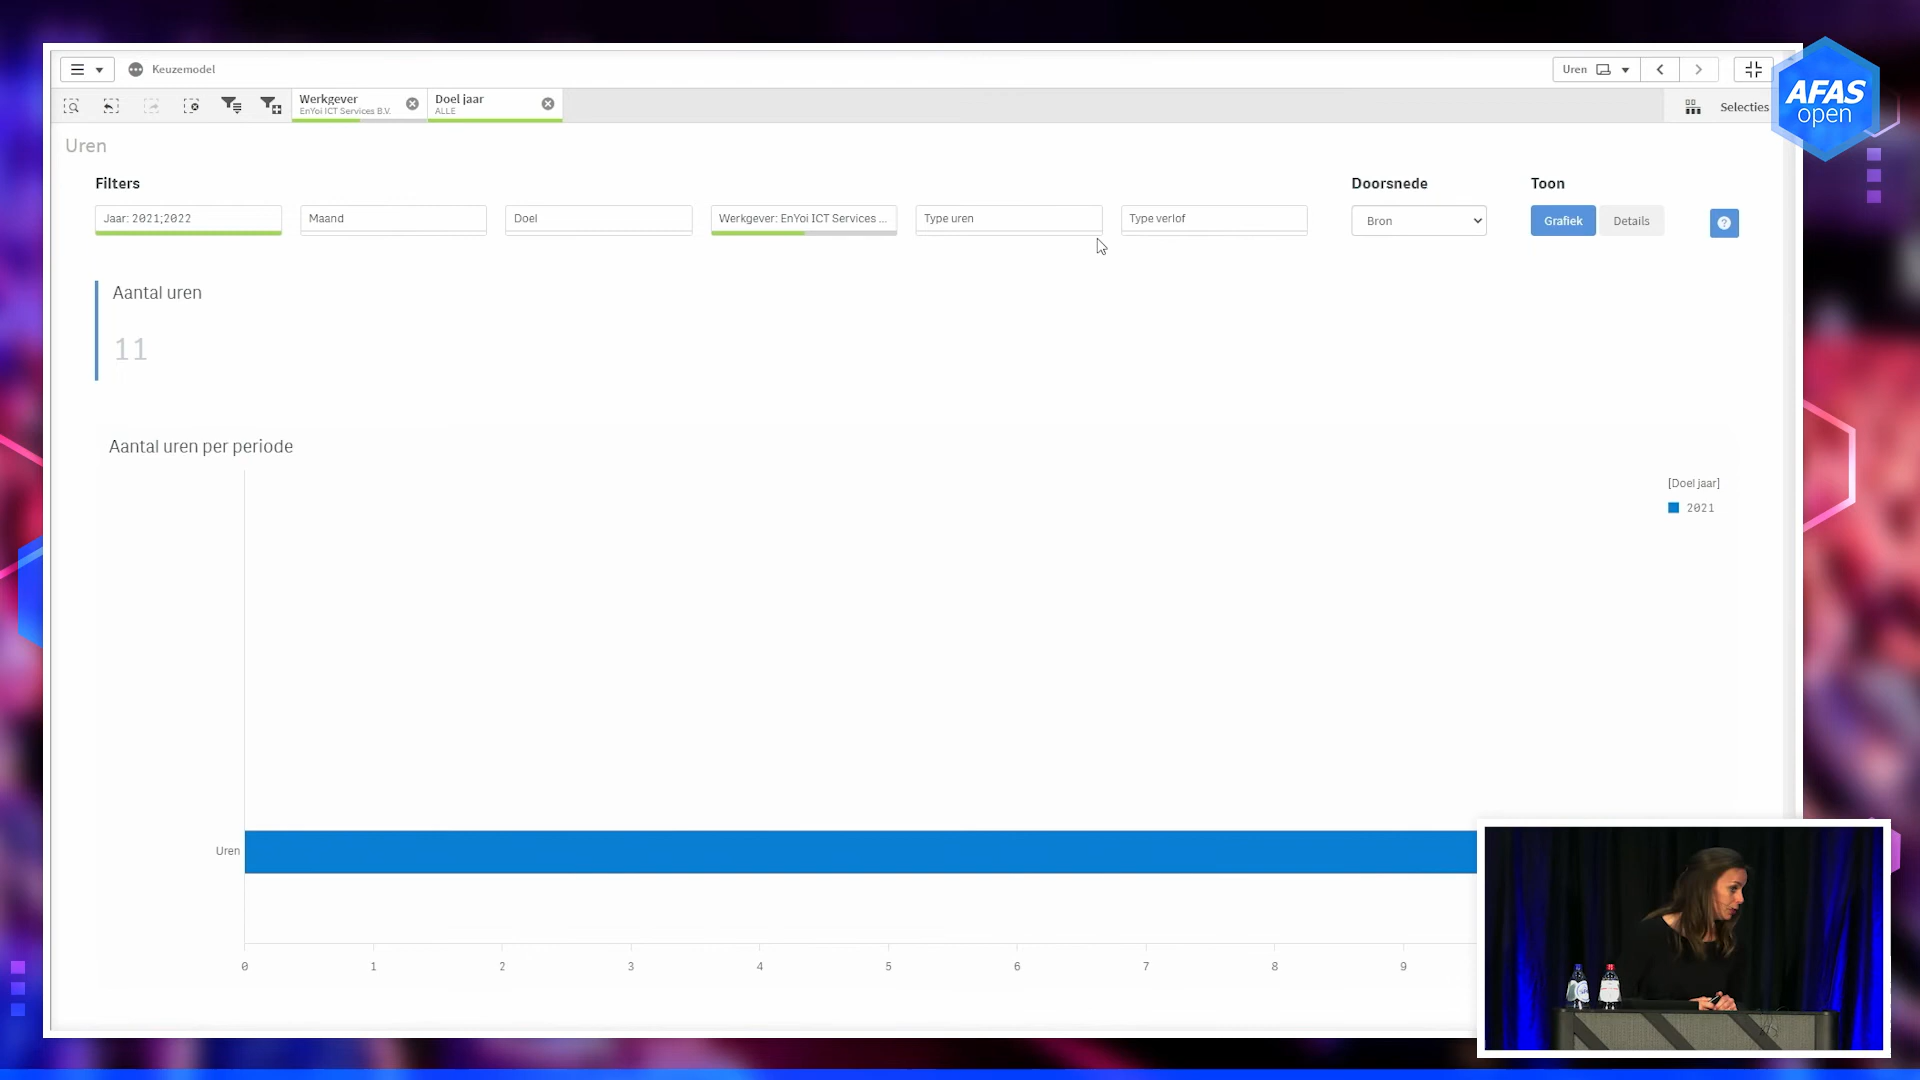 Keuzemodel
Uren
AFAS
open
Werkgever
EnYoi ICT Services B.V.
Doel jaar
ALLE
Selecties
Uren
Filters
Doorsnede
Toon
Jaar: 2021;2022
Maand
Doel
Werkgever: EnYoi ICT Services ...
Type uren
Type verlof
Bron
Grafiek
Details
?
Aantal uren
11
Aantal uren per periode
[Doel jaar]
2021
Uren
0 1 2 3 4 5 6 7 8 9